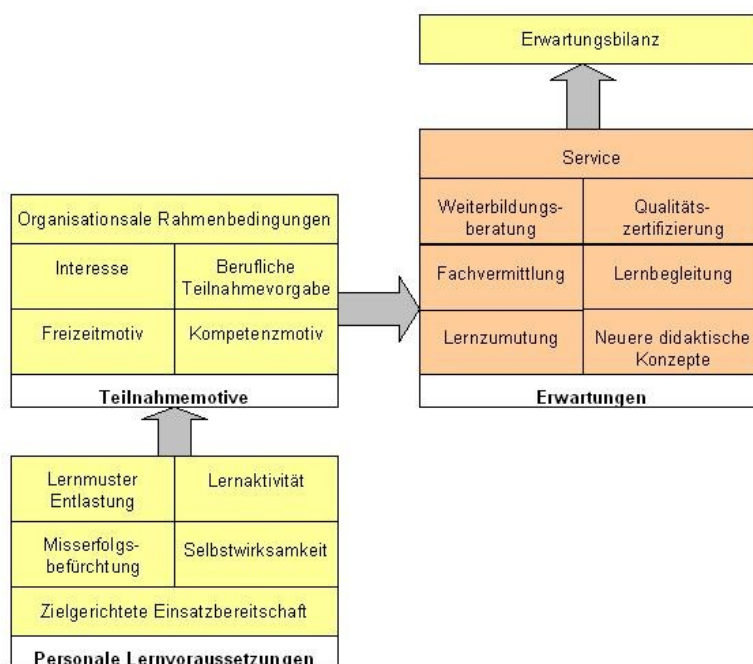 Erwartungsbilanz
Service
Weiterbildungs-
beratung
Qualitäts-
zertifizierung
Fachvermittlung
Lernbegleitung
Lernzumutung
Neuere didaktische
Konzepte
Erwartungen
Organisationale Rahmenbedingungen
Interesse
Berufliche
Teilnahmevorgabe
Freizeitmotiv
Kompetenzmotiv
Teilnahmemotive
Lernmuster
Entlastung
Lernaktivität
Misserfolgs-
befürchtung
Selbstwirksamkeit
Zielgerichtete Einsatzbereitschaft
Personale Lernvoraussetzungen